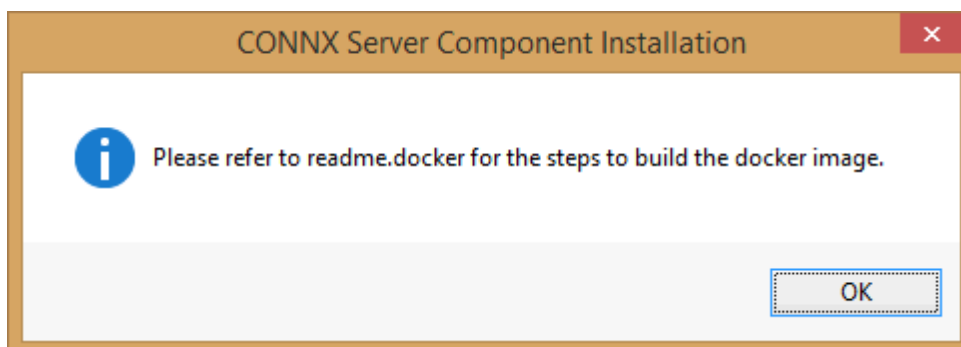 CONNX Server Component Installation
Please refer to readme.docker for the steps to build the docker image.
OK